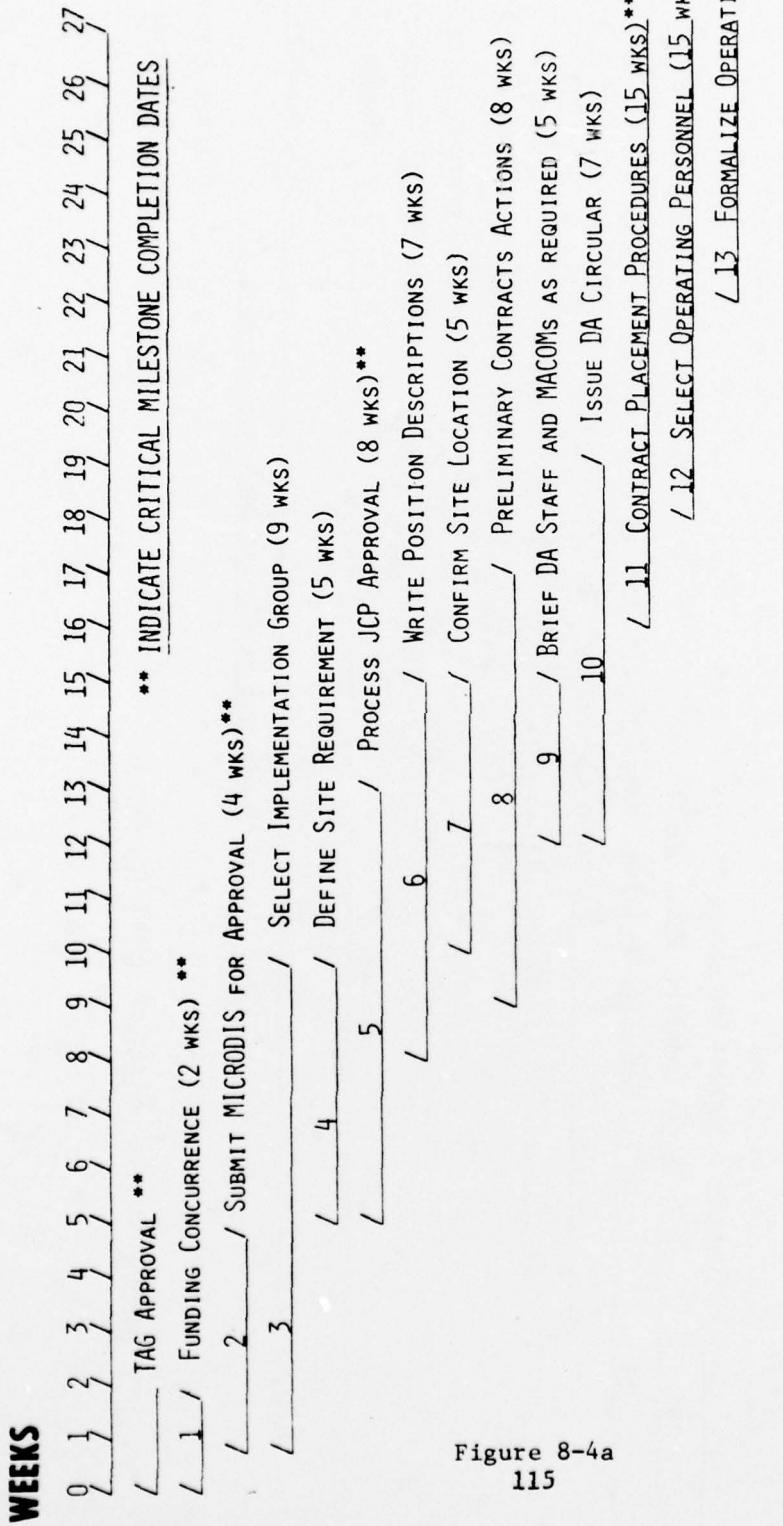 WEEKS
0 1 2 3 4 5 6 7 8 9 10 11 12 13 14 15 16 17 18 19 20 21 22 23 24 25 26 27
** INDICATE CRITICAL MILESTONE COMPLETION DATES
TAG APPROVAL **
1 FUNDING CONCURRENCE (2 WKS) **
2 SUBMIT MICRODIS FOR APPROVAL (4 WKS)**
3 SELECT IMPLEMENTATION GROUP (9 WKS)
4 DEFINE SITE REQUIREMENT (5 WKS)
5 PROCESS JCP APPROVAL (8 WKS)**
6 WRITE POSITION DESCRIPTIONS (7 WKS)
7 CONFIRM SITE LOCATION (5 WKS)
8 PRELIMINARY CONTRACTS ACTIONS (8 WKS)
9 BRIEF DA STAFF AND MACOMS AS REQUIRED (5 WKS)
10 ISSUE DA CIRCULAR (7 WKS)
11 CONTRACT PLACEMENT PROCEDURES (15 WKS)**
12 SELECT OPERATING PERSONNEL (15 WK
13 FORMALIZE OPERATI
Figure 8-4a
115